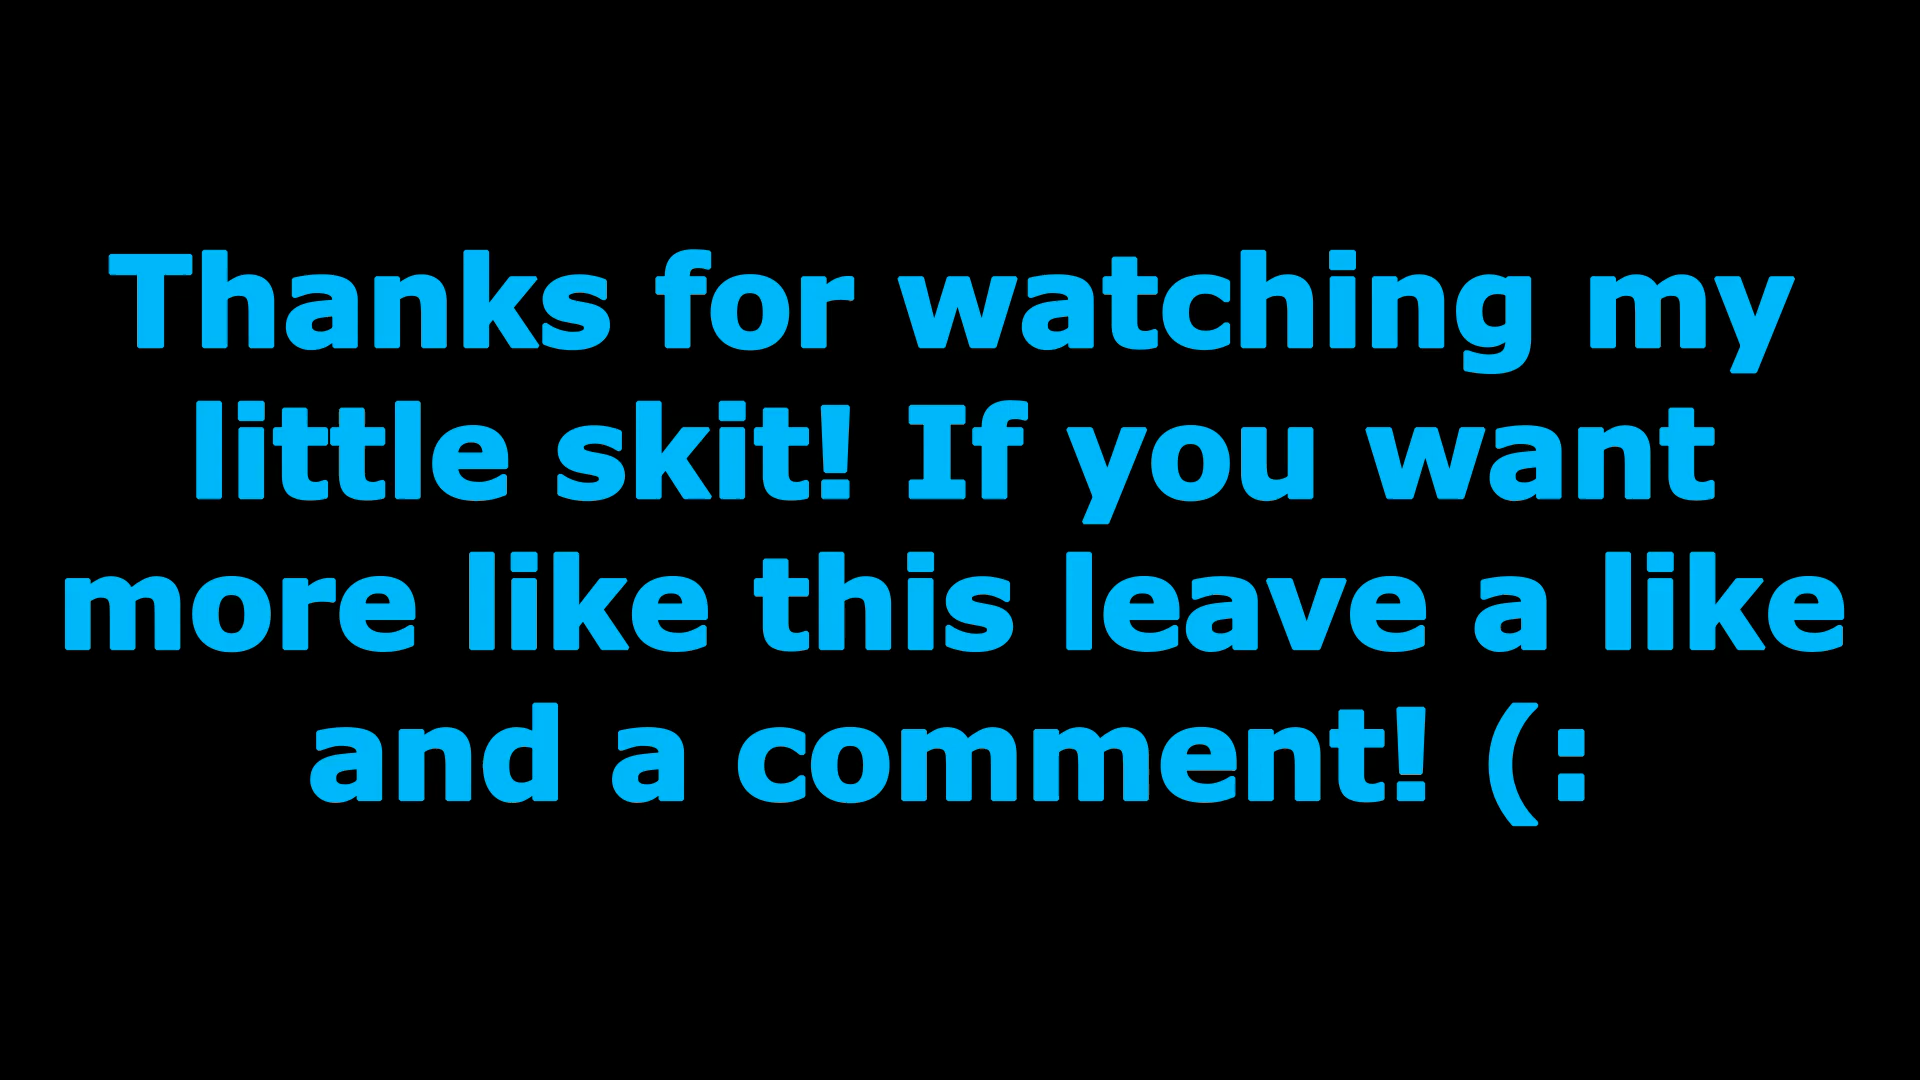 Thanks for watching my
little skit! If you want
more like this leave a like
and a comment! (: